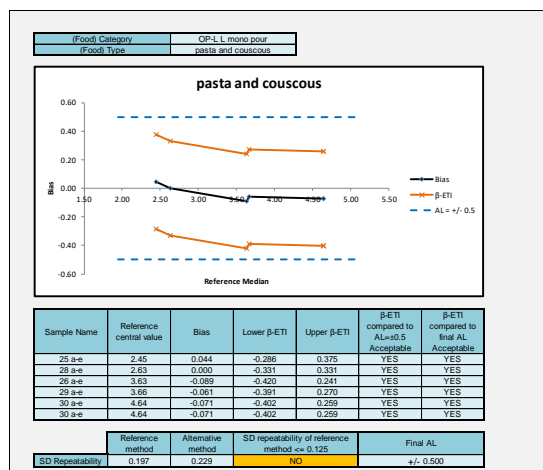 (Food) Category OP-L L mono pour
(Food) Type pasta and couscous
pasta and couscous
0.60
0.40
0.20
0.00
-0.20
-0.40
-0.60
1.50 2.00 2.50 3.00 3.50 4.00 4.50 5.00 5.50
Bias
Reference Median
Bias
β-ETI
AL = +/- 0.5
Sample Name Reference central value Bias Lower β-ETI Upper β-ETI β-ETI compared to AL=±0.5 Acceptable β-ETI compared to final AL Acceptable
25 a-e 2.45 0.044 -0.286 0.375 YES YES
28 a-e 2.63 0.000 -0.331 0.331 YES YES
26 a-e 3.63 -0.089 -0.420 0.241 YES YES
29 a-e 3.66 -0.061 -0.391 0.270 YES YES
30 a-e 4.64 -0.071 -0.402 0.259 YES YES
30 a-e 4.64 -0.071 -0.402 0.259 YES YES
Reference method Alternative method SD repeatability of reference method <= 0.125 Final AL
SD Repeatability 0.197 0.229 NO +/- 0.500